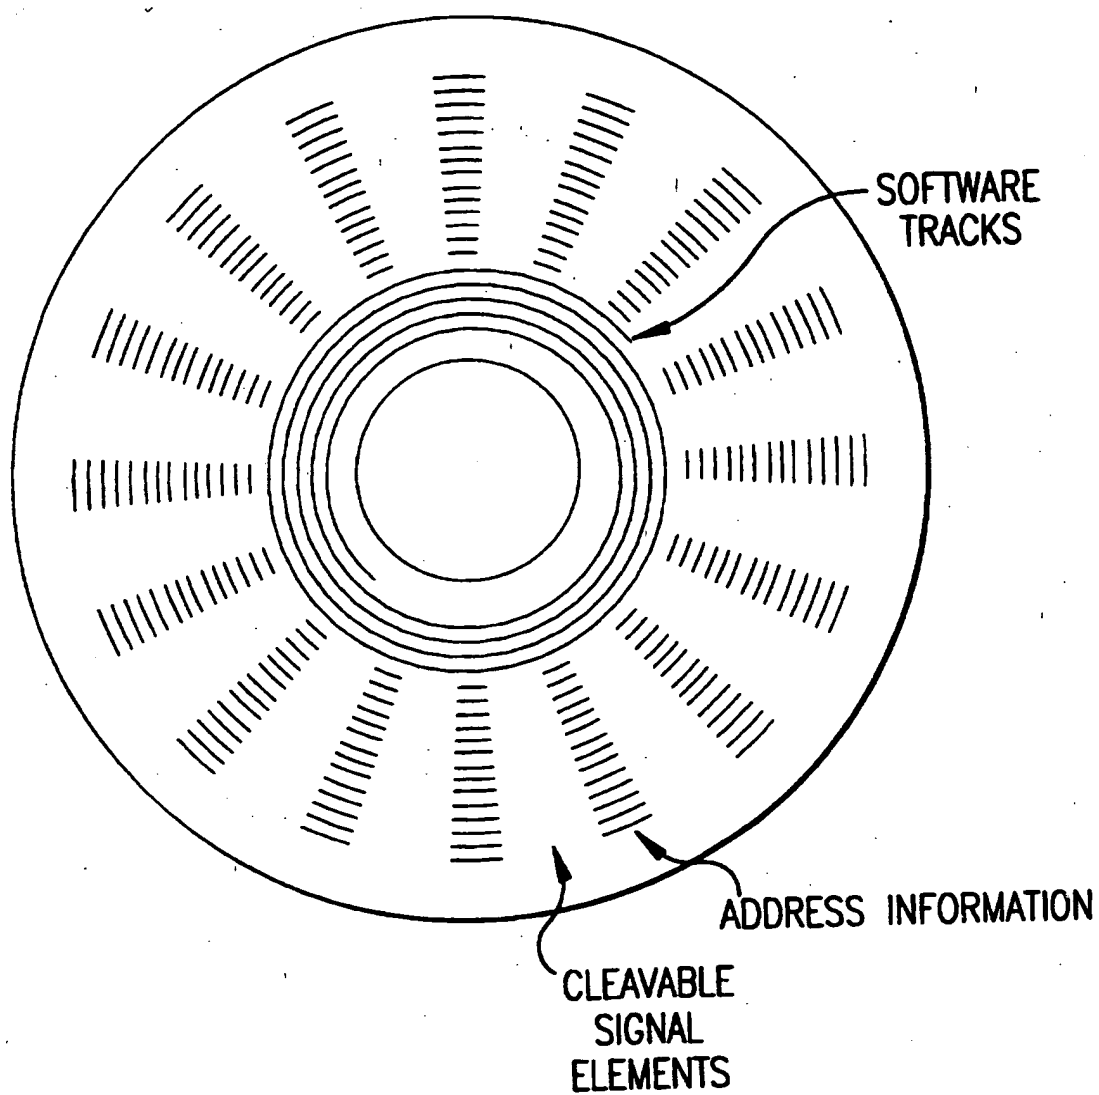 SOFTWARE
TRACKS
ADDRESS INFORMATION
CLEAVABLE
SIGNAL
ELEMENTS